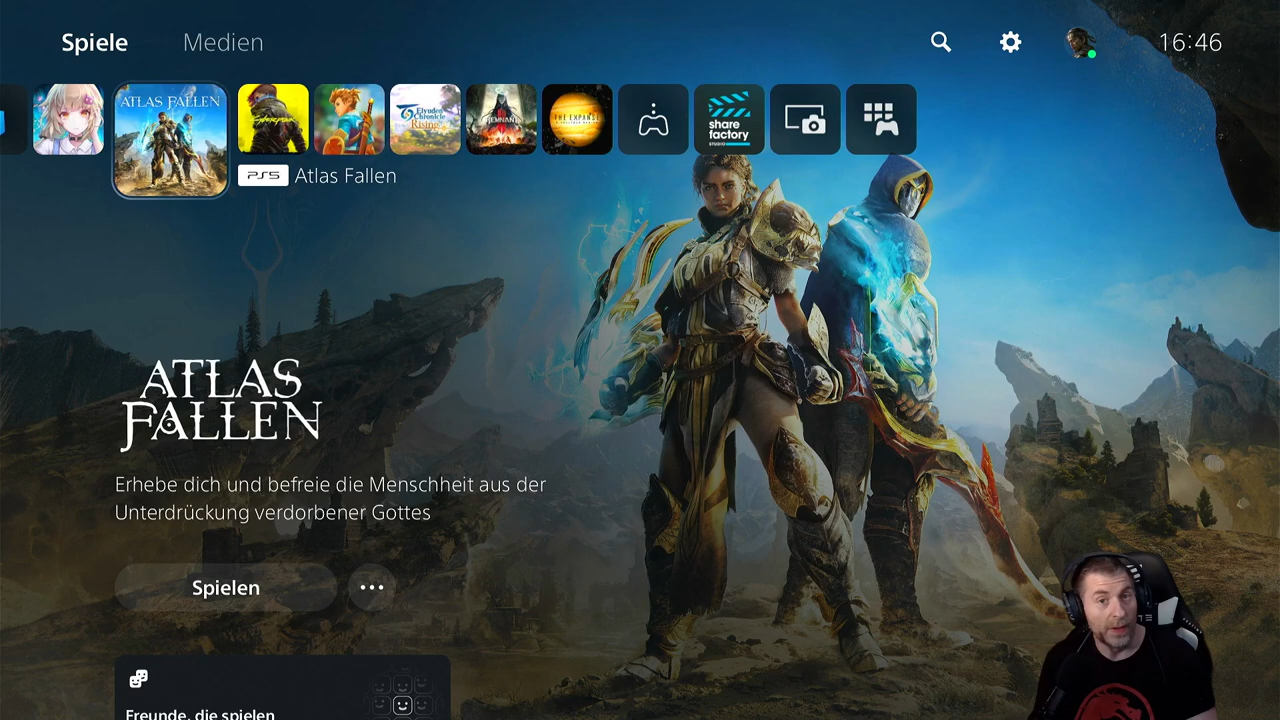 Spiele
Medien
16:46
ATLAS FALLEN
Cyberpunk
Eiyuden
Chronicle
Rising
REMNANT
THE EXPANSE
share
factory
STUDIO
PS5
Atlas Fallen
ATLAS
FALLEN
Erhebe dich und befreie die Menschheit aus der
Unterdrückung verdorbener Gottes
Spielen
Freunde, die spielen